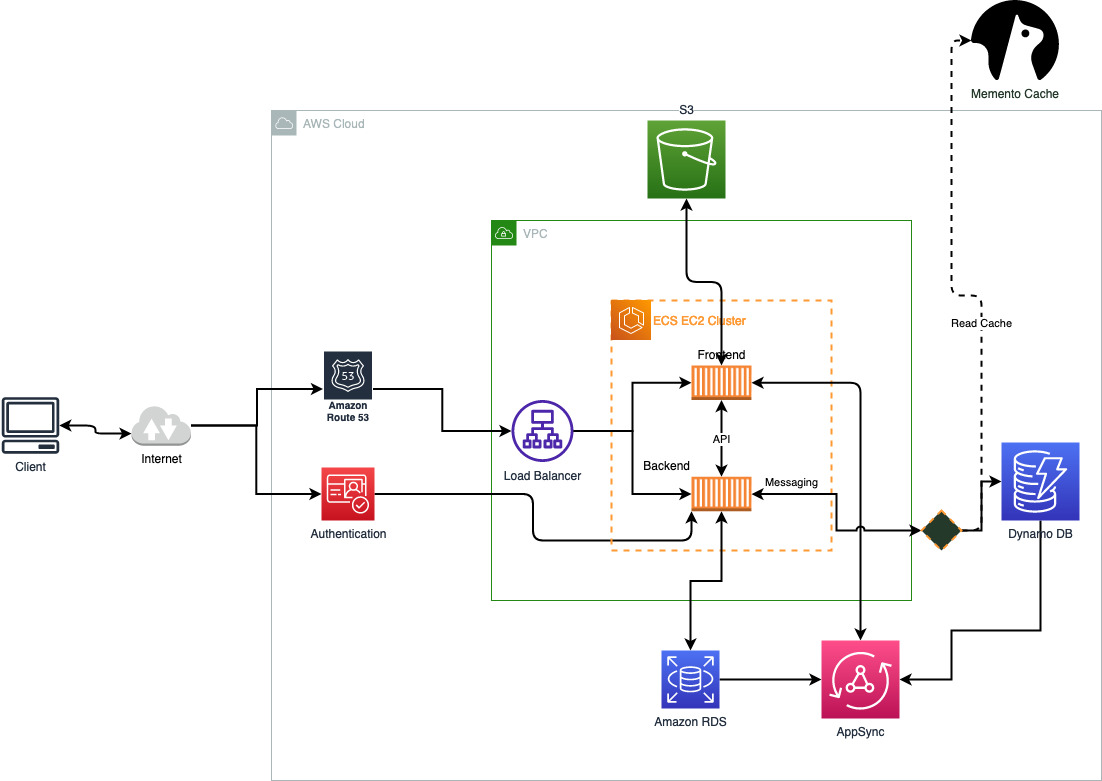 Memento Cache
S3
AWS Cloud
VPC
ECS EC2 Cluster
Read Cache
Frontend
53
Amazon
Route 53
API
Client
Internet
Load Balancer
Backend
Messaging
Authentication
Dynamo DB
Amazon RDS
AppSync